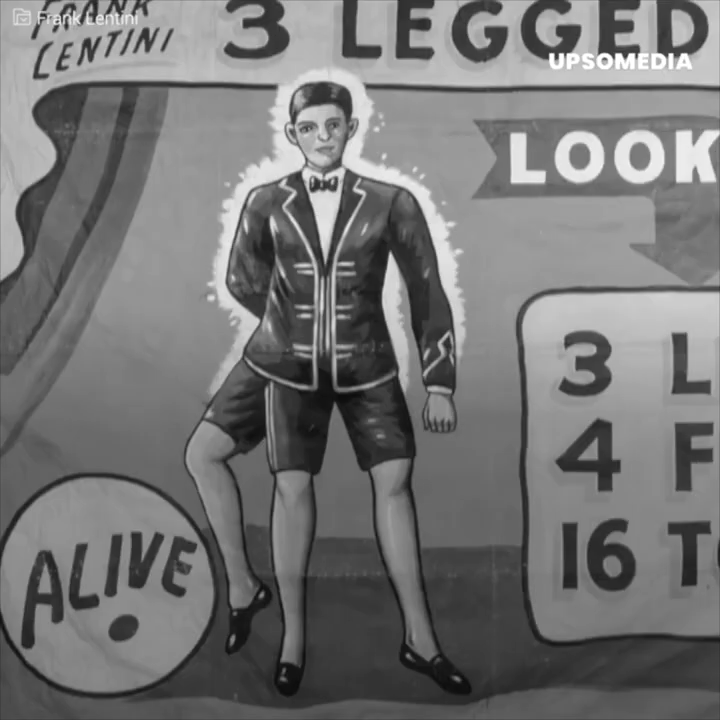 Frank Lentini
FRANK
LENTINI
3 LEGGED
UPSOMEDIA
LOOK
3 L
4 F
16 T
ALIVE